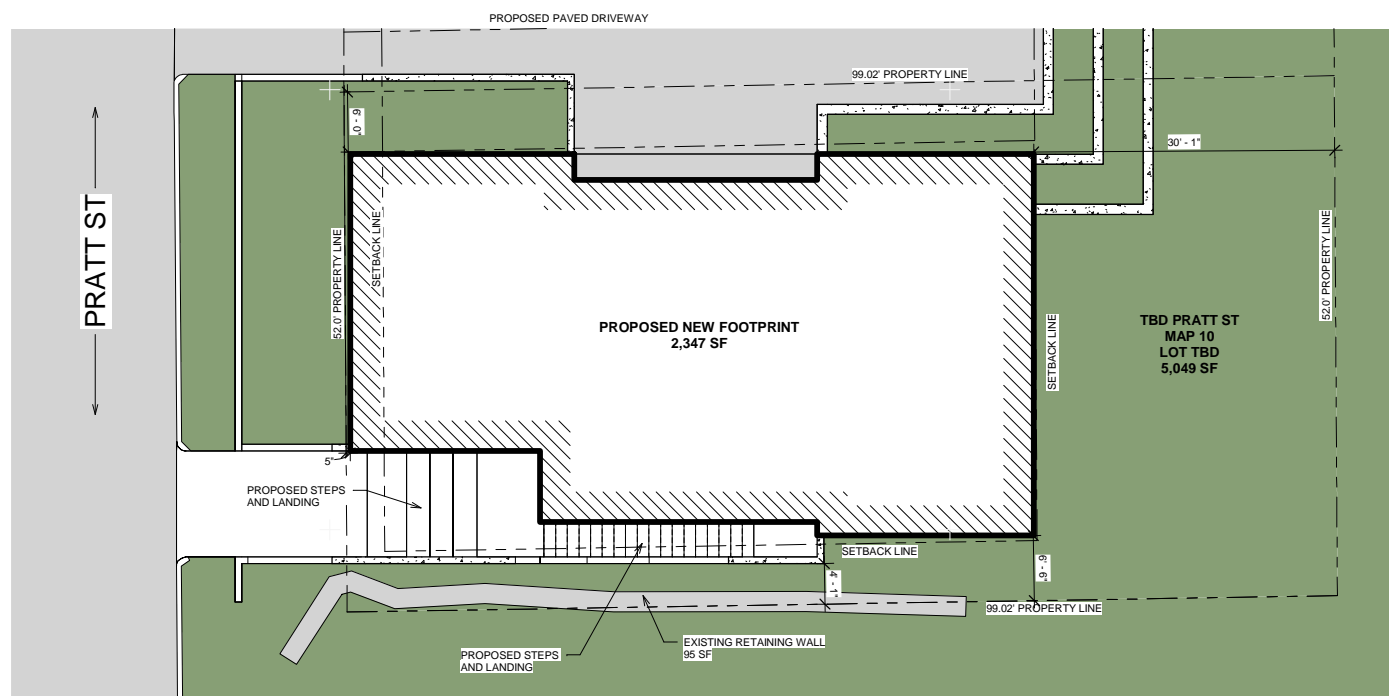 PROPOSED PAVED DRIVEWAY
99.02' PROPERTY LINE
6' - 0"
30' - 1"
PRATT ST
52.0' PROPERTY LINE
SETBACK LINE
PROPOSED NEW FOOTPRINT
2,347 SF
SETBACK LINE
TBD PRATT ST
MAP 10
LOT TBD
5,049 SF
52.0' PROPERTY LINE
5"
PROPOSED STEPS
AND LANDING
SETBACK LINE
4' - 1"
6' - 6"
99.02' PROPERTY LINE
EXISTING RETAINING WALL
95 SF
PROPOSED STEPS
AND LANDING